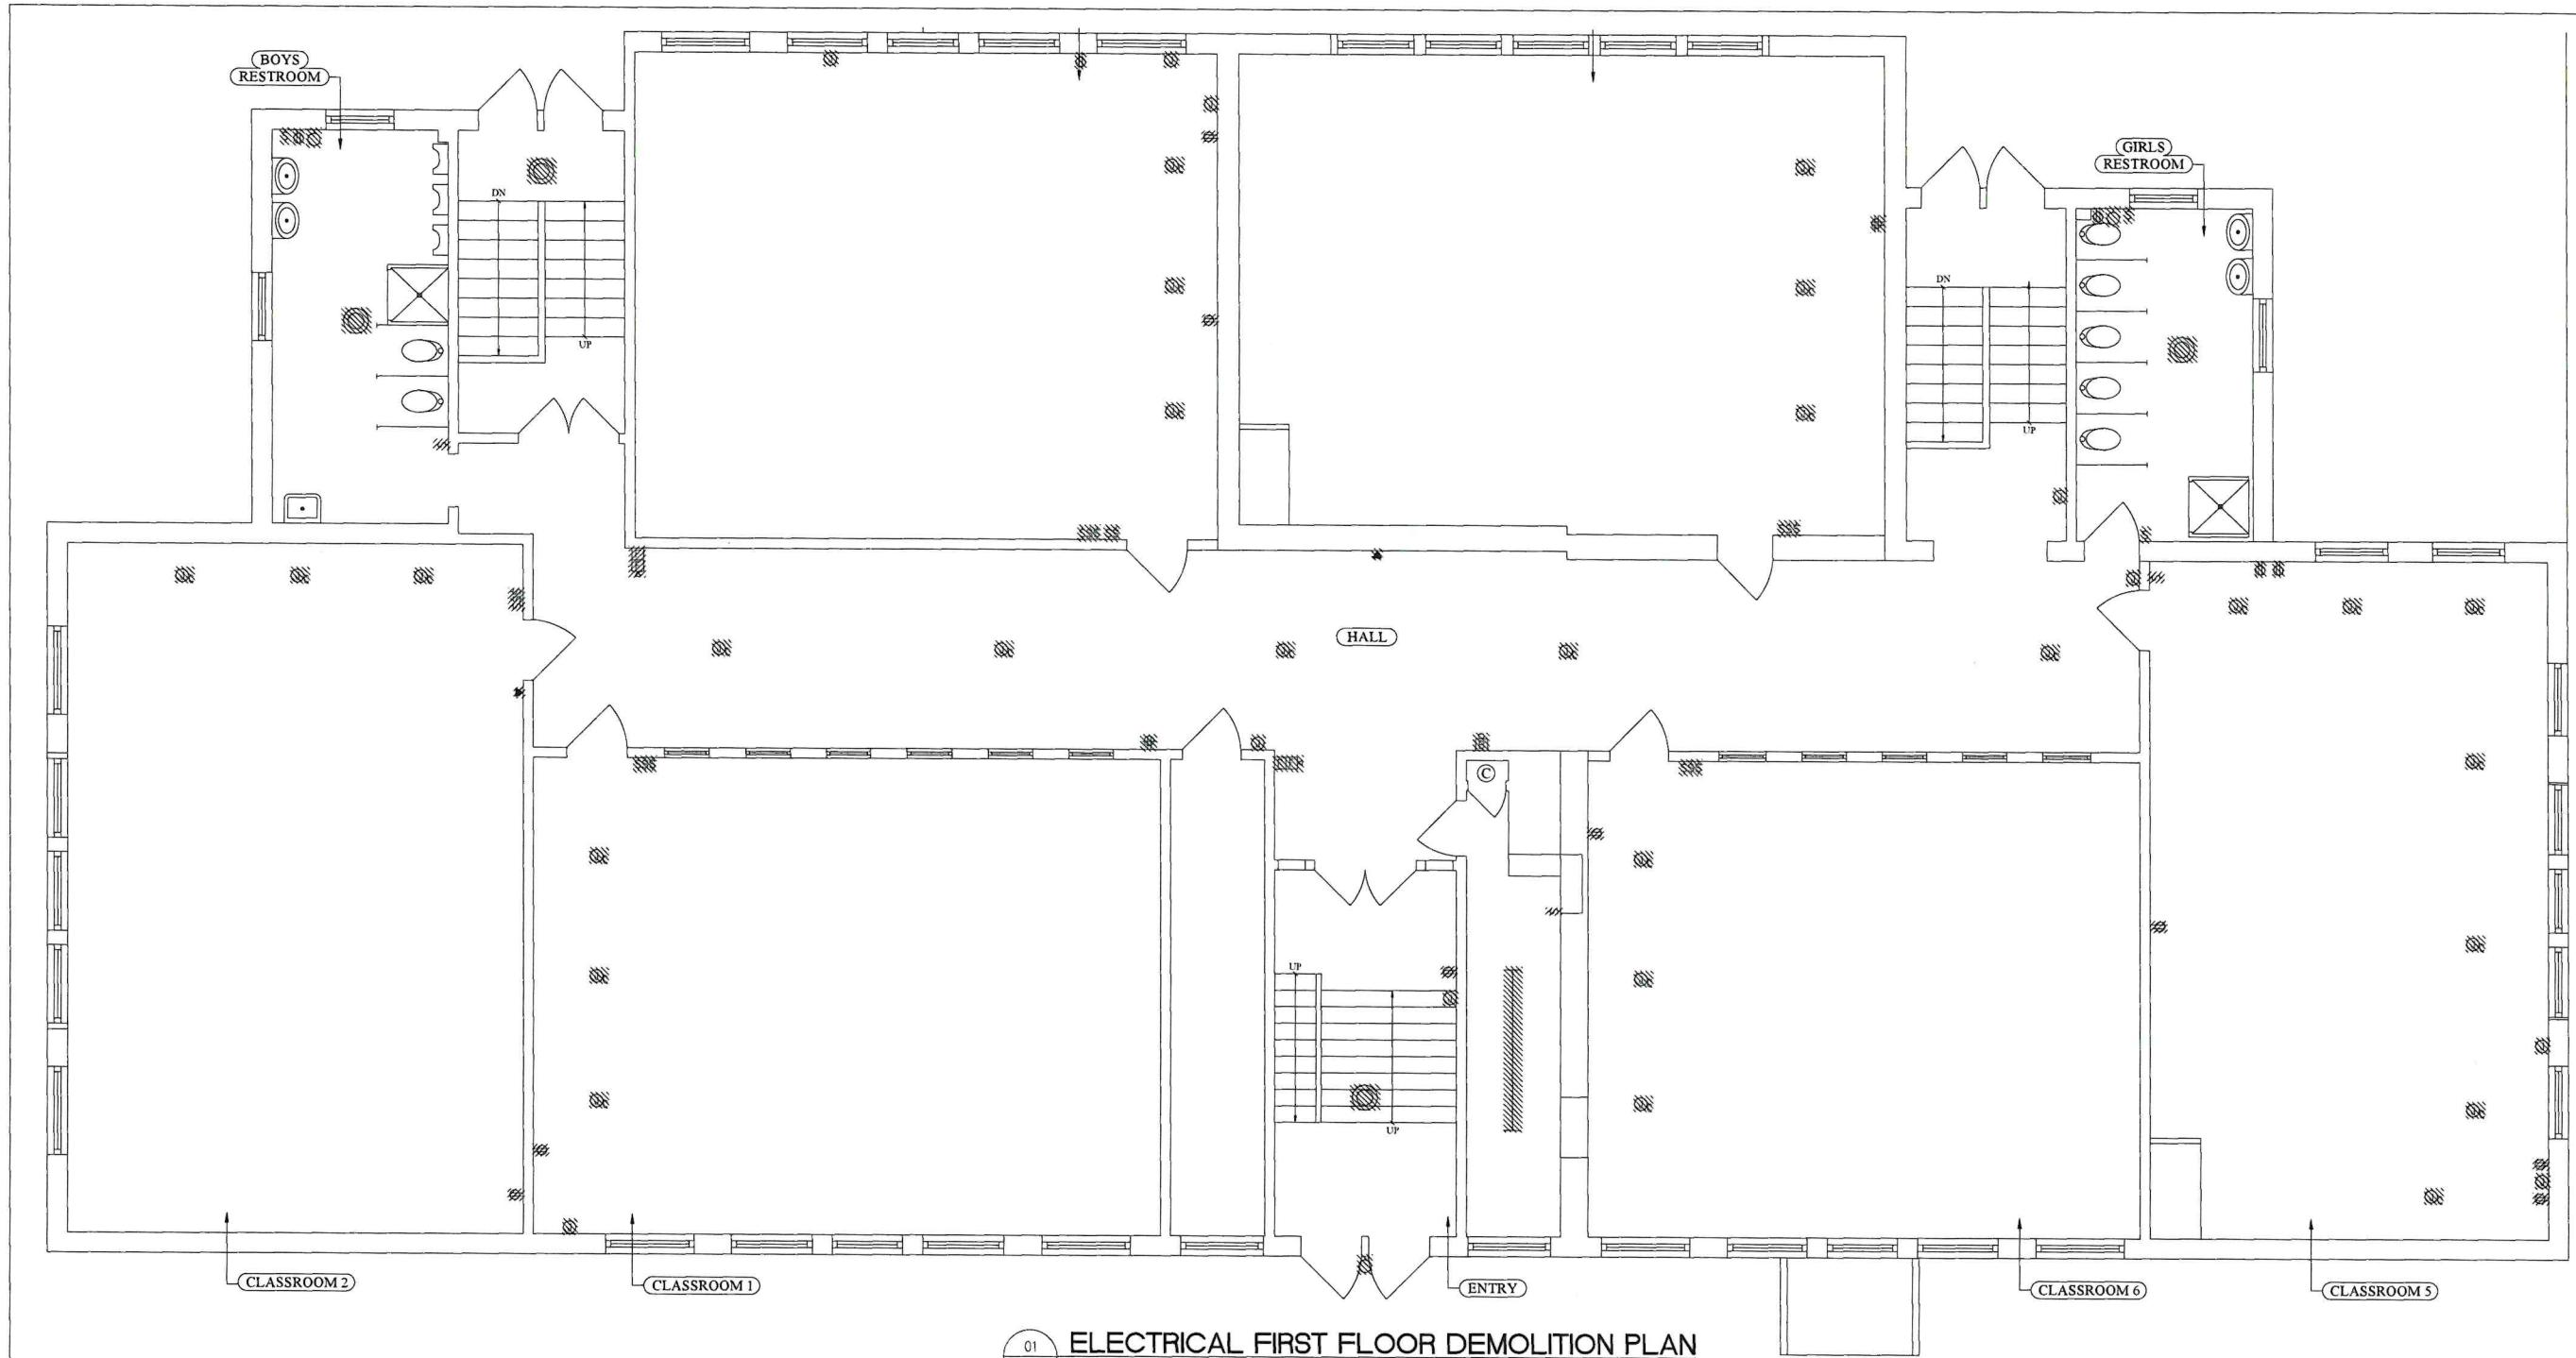 BOYS
RESTROOM
GIRLS
RESTROOM
DN
UP
DN
UP
HALL
C
UP
UP
CLASSROOM 2
CLASSROOM 1
ENTRY
CLASSROOM 6
CLASSROOM 5
01
ELECTRICAL FIRST FLOOR DEMOLITION PLAN